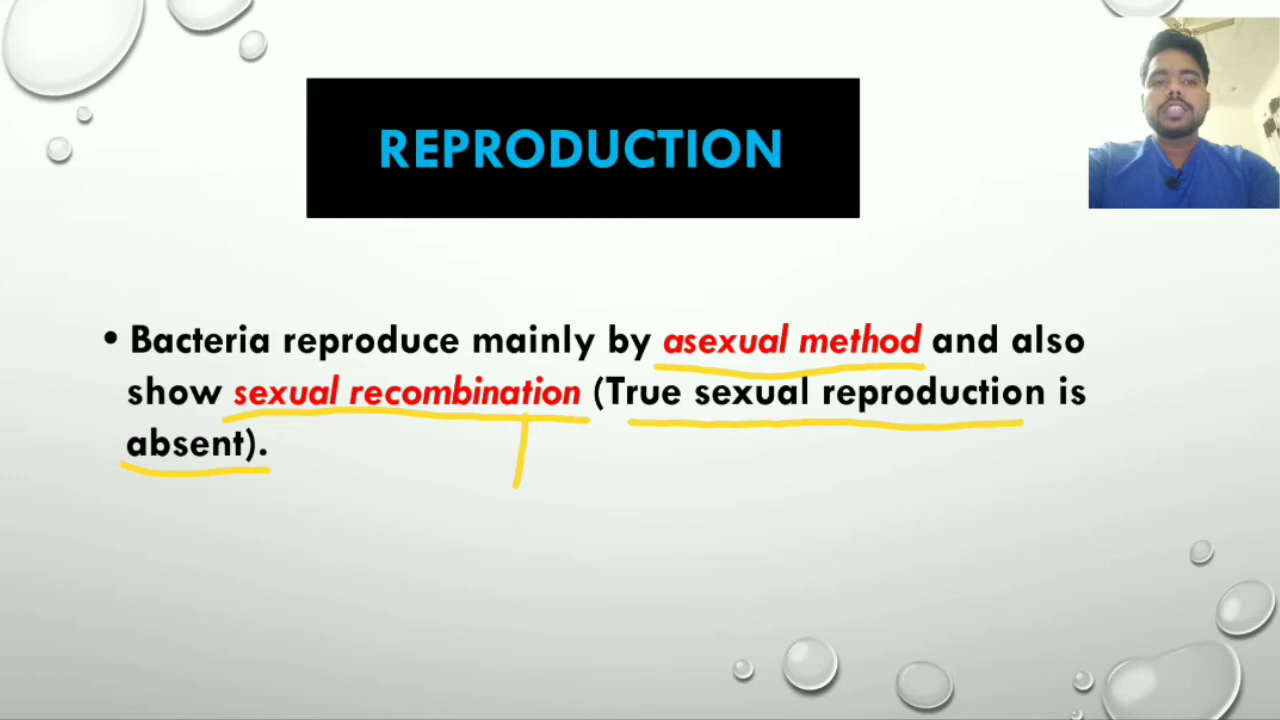 REPRODUCTION
• Bacteria reproduce mainly by asexual method and also
show sexual recombination (True sexual reproduction is
absent).